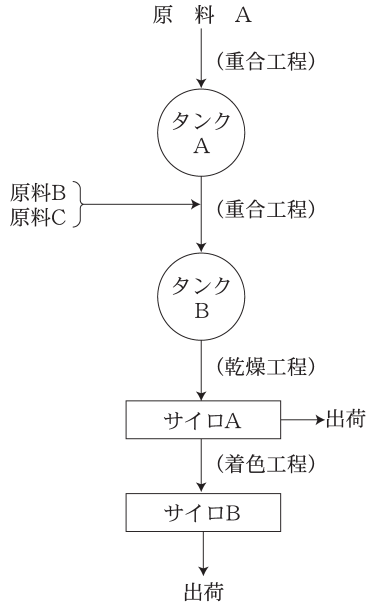 原 料 A
（重合工程）
タンク
A
原料B
原料C
（重合工程）
タンク
B
（乾燥工程）
サイロA
出荷
（着色工程）
サイロB
出荷